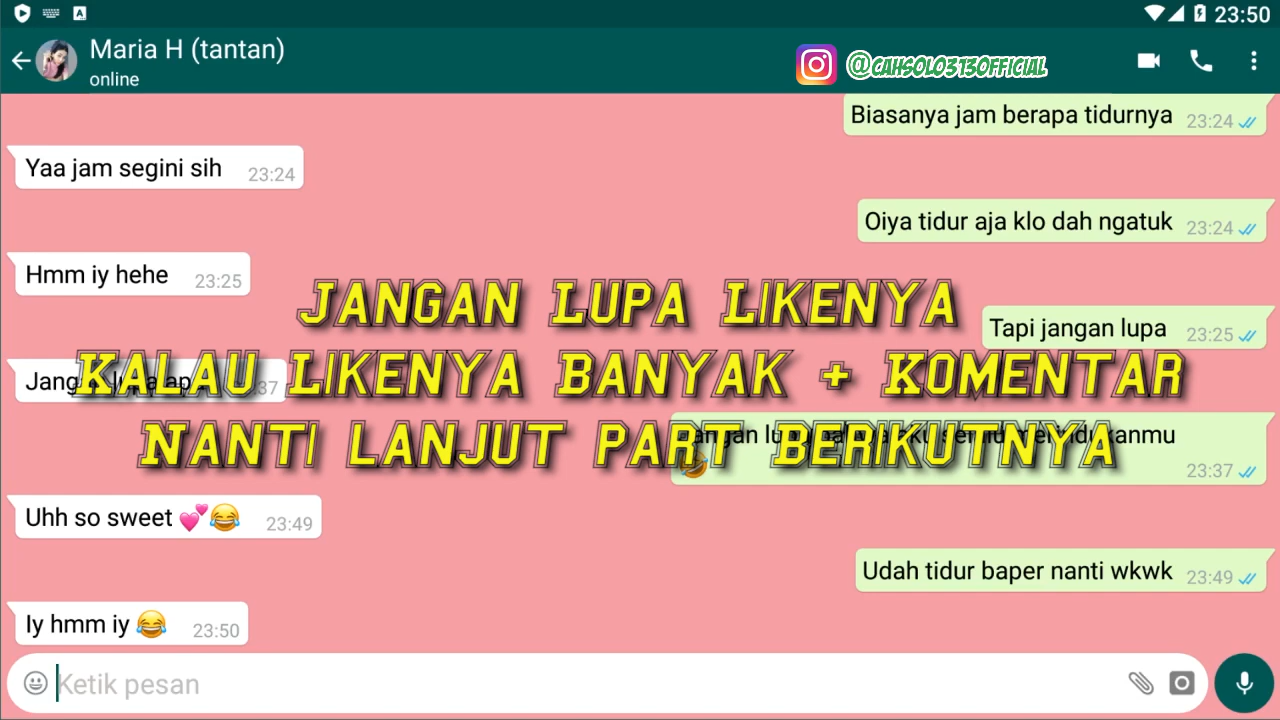 23:50
Maria H (tantan)
online
@CAHSOLO313OFFICIAL
Biasanya jam berapa tidurnya 23:24
Yaa jam segini sih 23:24
Oiya tidur aja klo dah ngatuk 23:24
Hmm iy hehe 23:25
JANGAN LUPA LIKENYA
Tapi jangan lupa 23:25
KALAU LIKENYA BANYAK + KOMENTAR
NANTI LANJUT PART BERIKUTNYA
23:37
Uhh so sweet 💕😂 23:49
Udah tidur baper nanti wkwk 23:49
Iy hmm iy 😂 23:50
Ketik pesan